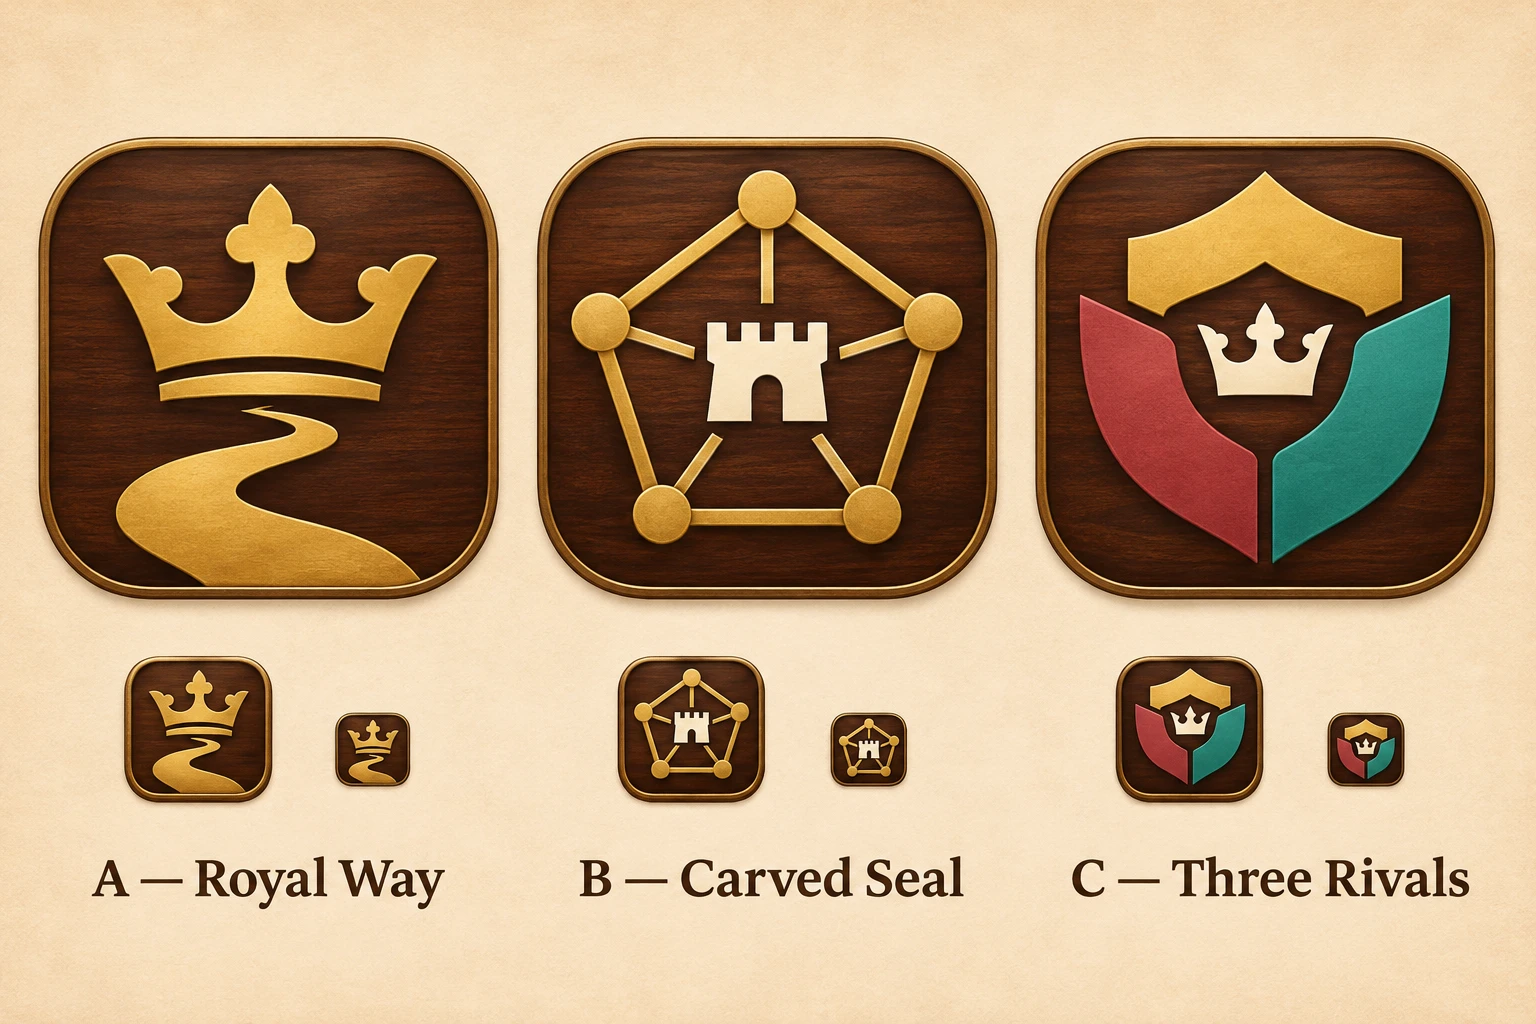 A — Royal Way
B — Carved Seal
C — Three Rivals